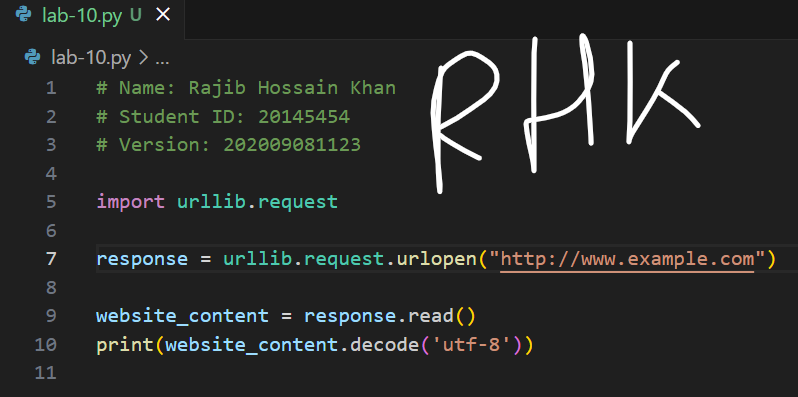 lab-10.py U
lab-10.py > ...
RHK
1 # Name: Rajib Hossain Khan
2 # Student ID: 20145454
3 # Version: 202009081123
4
5 import urllib.request
6
7 response = urllib.request.urlopen("http://www.example.com")
8
9 website_content = response.read()
10 print(website_content.decode('utf-8'))
11